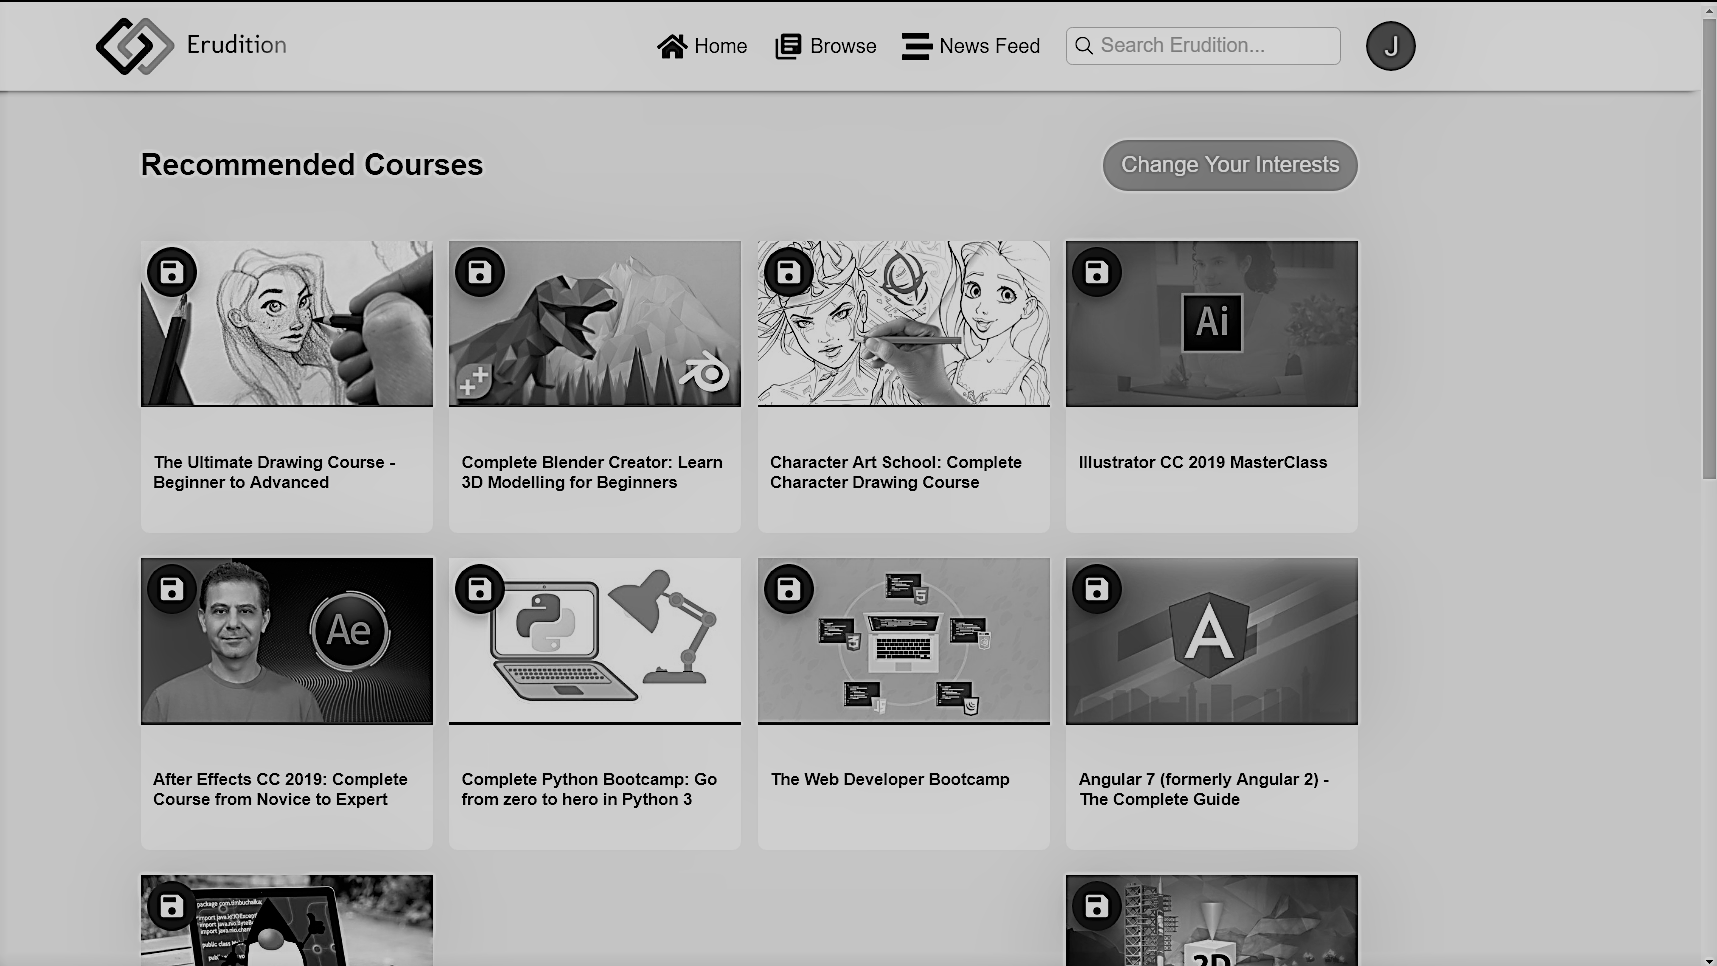 Erudition
Home
Browse
News Feed
Search Erudition...
J
Recommended Courses
Change Your Interests
Ai
The Ultimate Drawing Course -
Beginner to Advanced
Complete Blender Creator: Learn
3D Modelling for Beginners
Character Art School: Complete
Character Drawing Course
Illustrator CC 2019 MasterClass
Ae
A
After Effects CC 2019: Complete
Course from Novice to Expert
Complete Python Bootcamp: Go
from zero to hero in Python 3
The Web Developer Bootcamp
Angular 7 (formerly Angular 2) -
The Complete Guide
2D